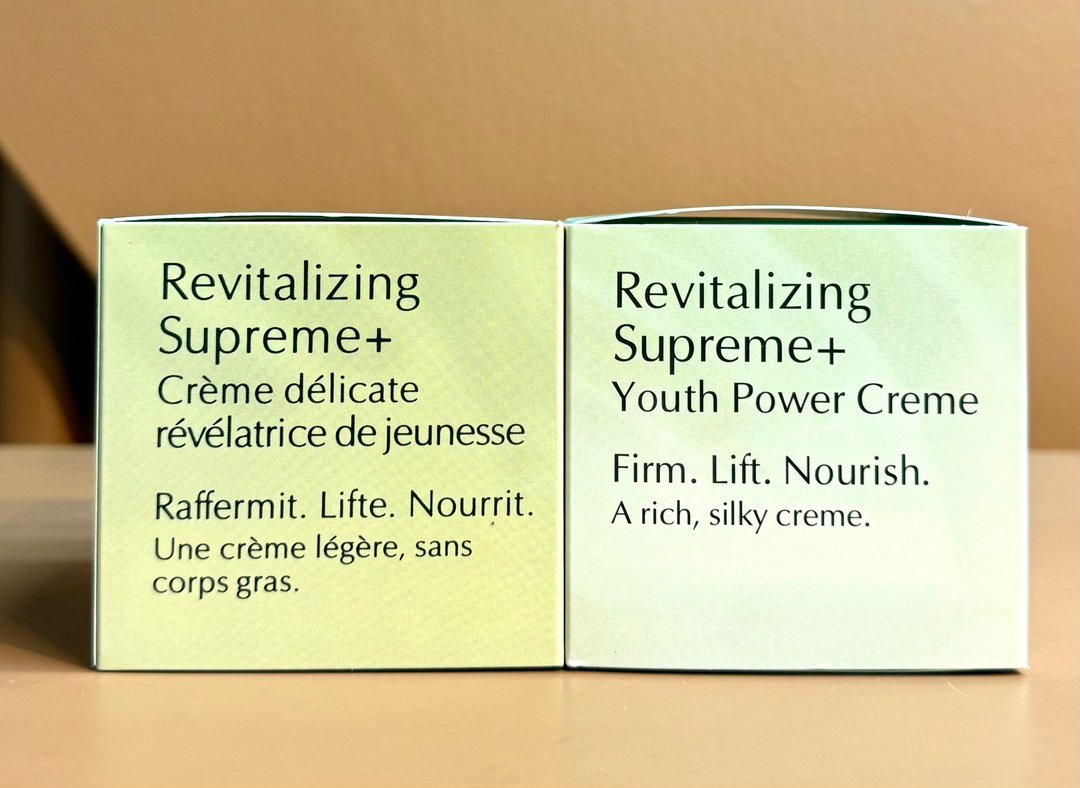 Revitalizing
Supreme+
Crème délicate
révélatrice de jeunesse
Raffermit. Lifte. Nourrit.
Une crème légère, sans
corps gras.
Revitalizing
Supreme+
Youth Power Creme
Firm. Lift. Nourish.
A rich, silky creme.